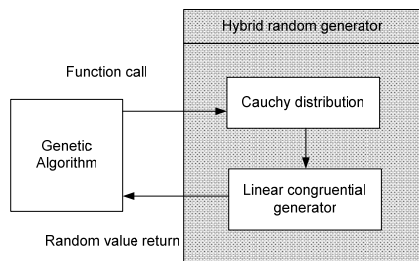 Hybrid random generator
Function call
Cauchy distribution
Genetic
Algorithm
Linear congruential
generator
Random value return